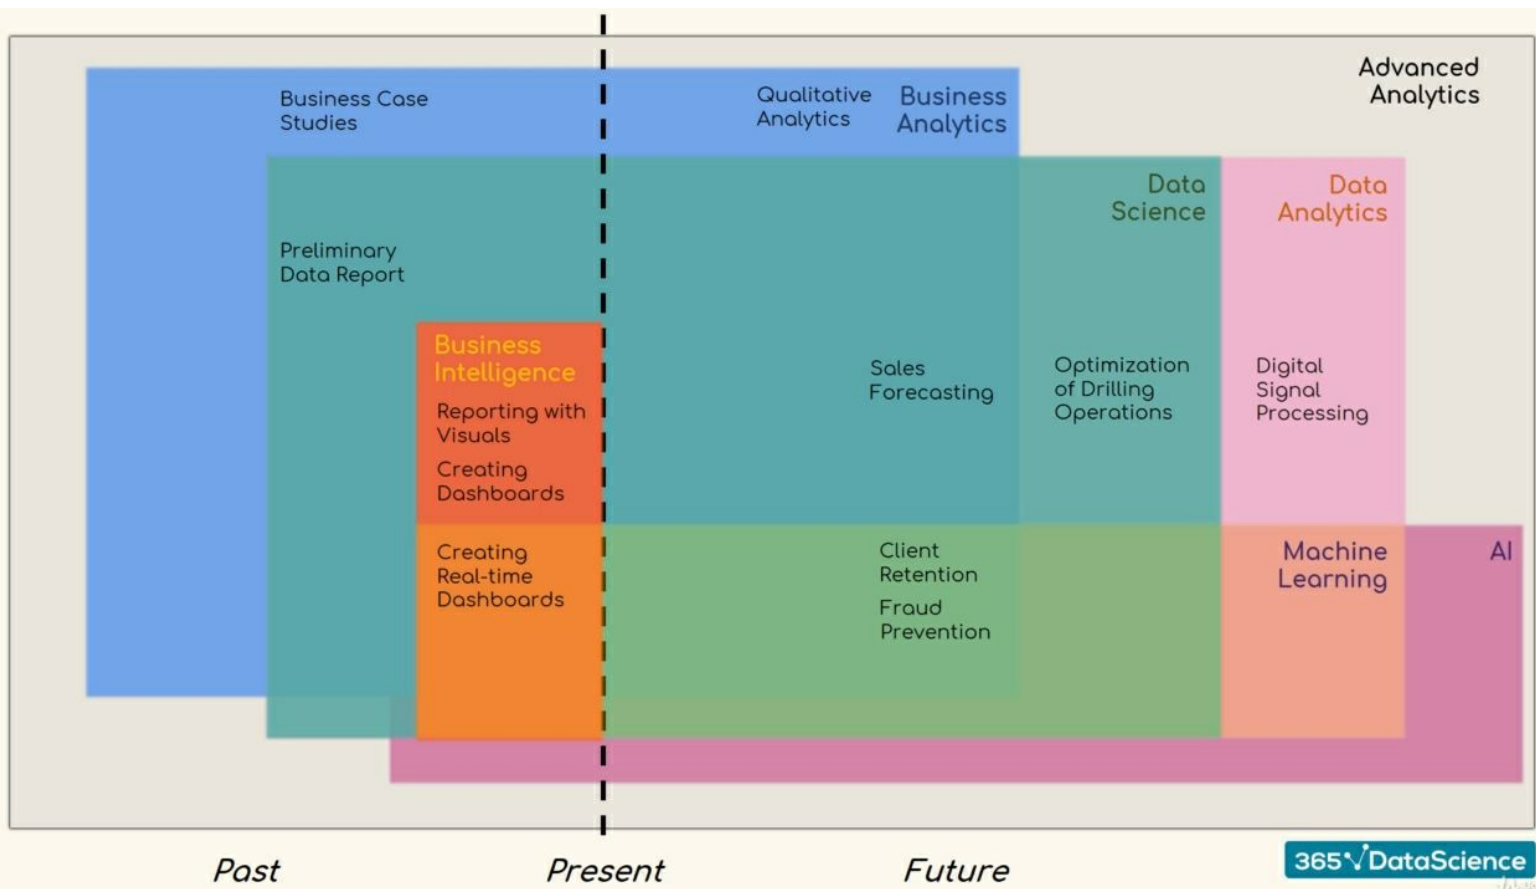 Advanced
Analytics
Business Case
Studies
Qualitative
Analytics
Business
Analytics
Data
Science
Data
Analytics
Preliminary
Data Report
Business
Intelligence
Reporting with
Visuals
Creating
Dashboards
Sales
Forecasting
Optimization
of Drilling
Operations
Digital
Signal
Processing
Creating
Real-time
Dashboards
Client
Retention
Fraud
Prevention
Machine
Learning
AI
Past
Present
Future
365 DataScience